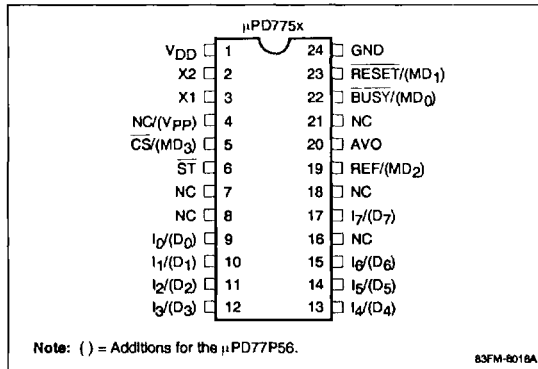 μPD775x
VDD 1 24 GND
X2 2 23 RESET/(MD1)
X1 3 22 BUSY/(MD0)
NC/(VPP) 4 21 NC
CS/(MD3) 5 20 AVO
ST 6 19 REF/(MD2)
NC 7 18 NC
NC 8 17 I7/(D7)
I0/(D0) 9 16 NC
I1/(D1) 10 15 I6/(D6)
I2/(D2) 11 14 I5/(D5)
I3/(D3) 12 13 I4/(D4)
Note: ( ) = Additions for the μPD77P56.
83FM-8018A